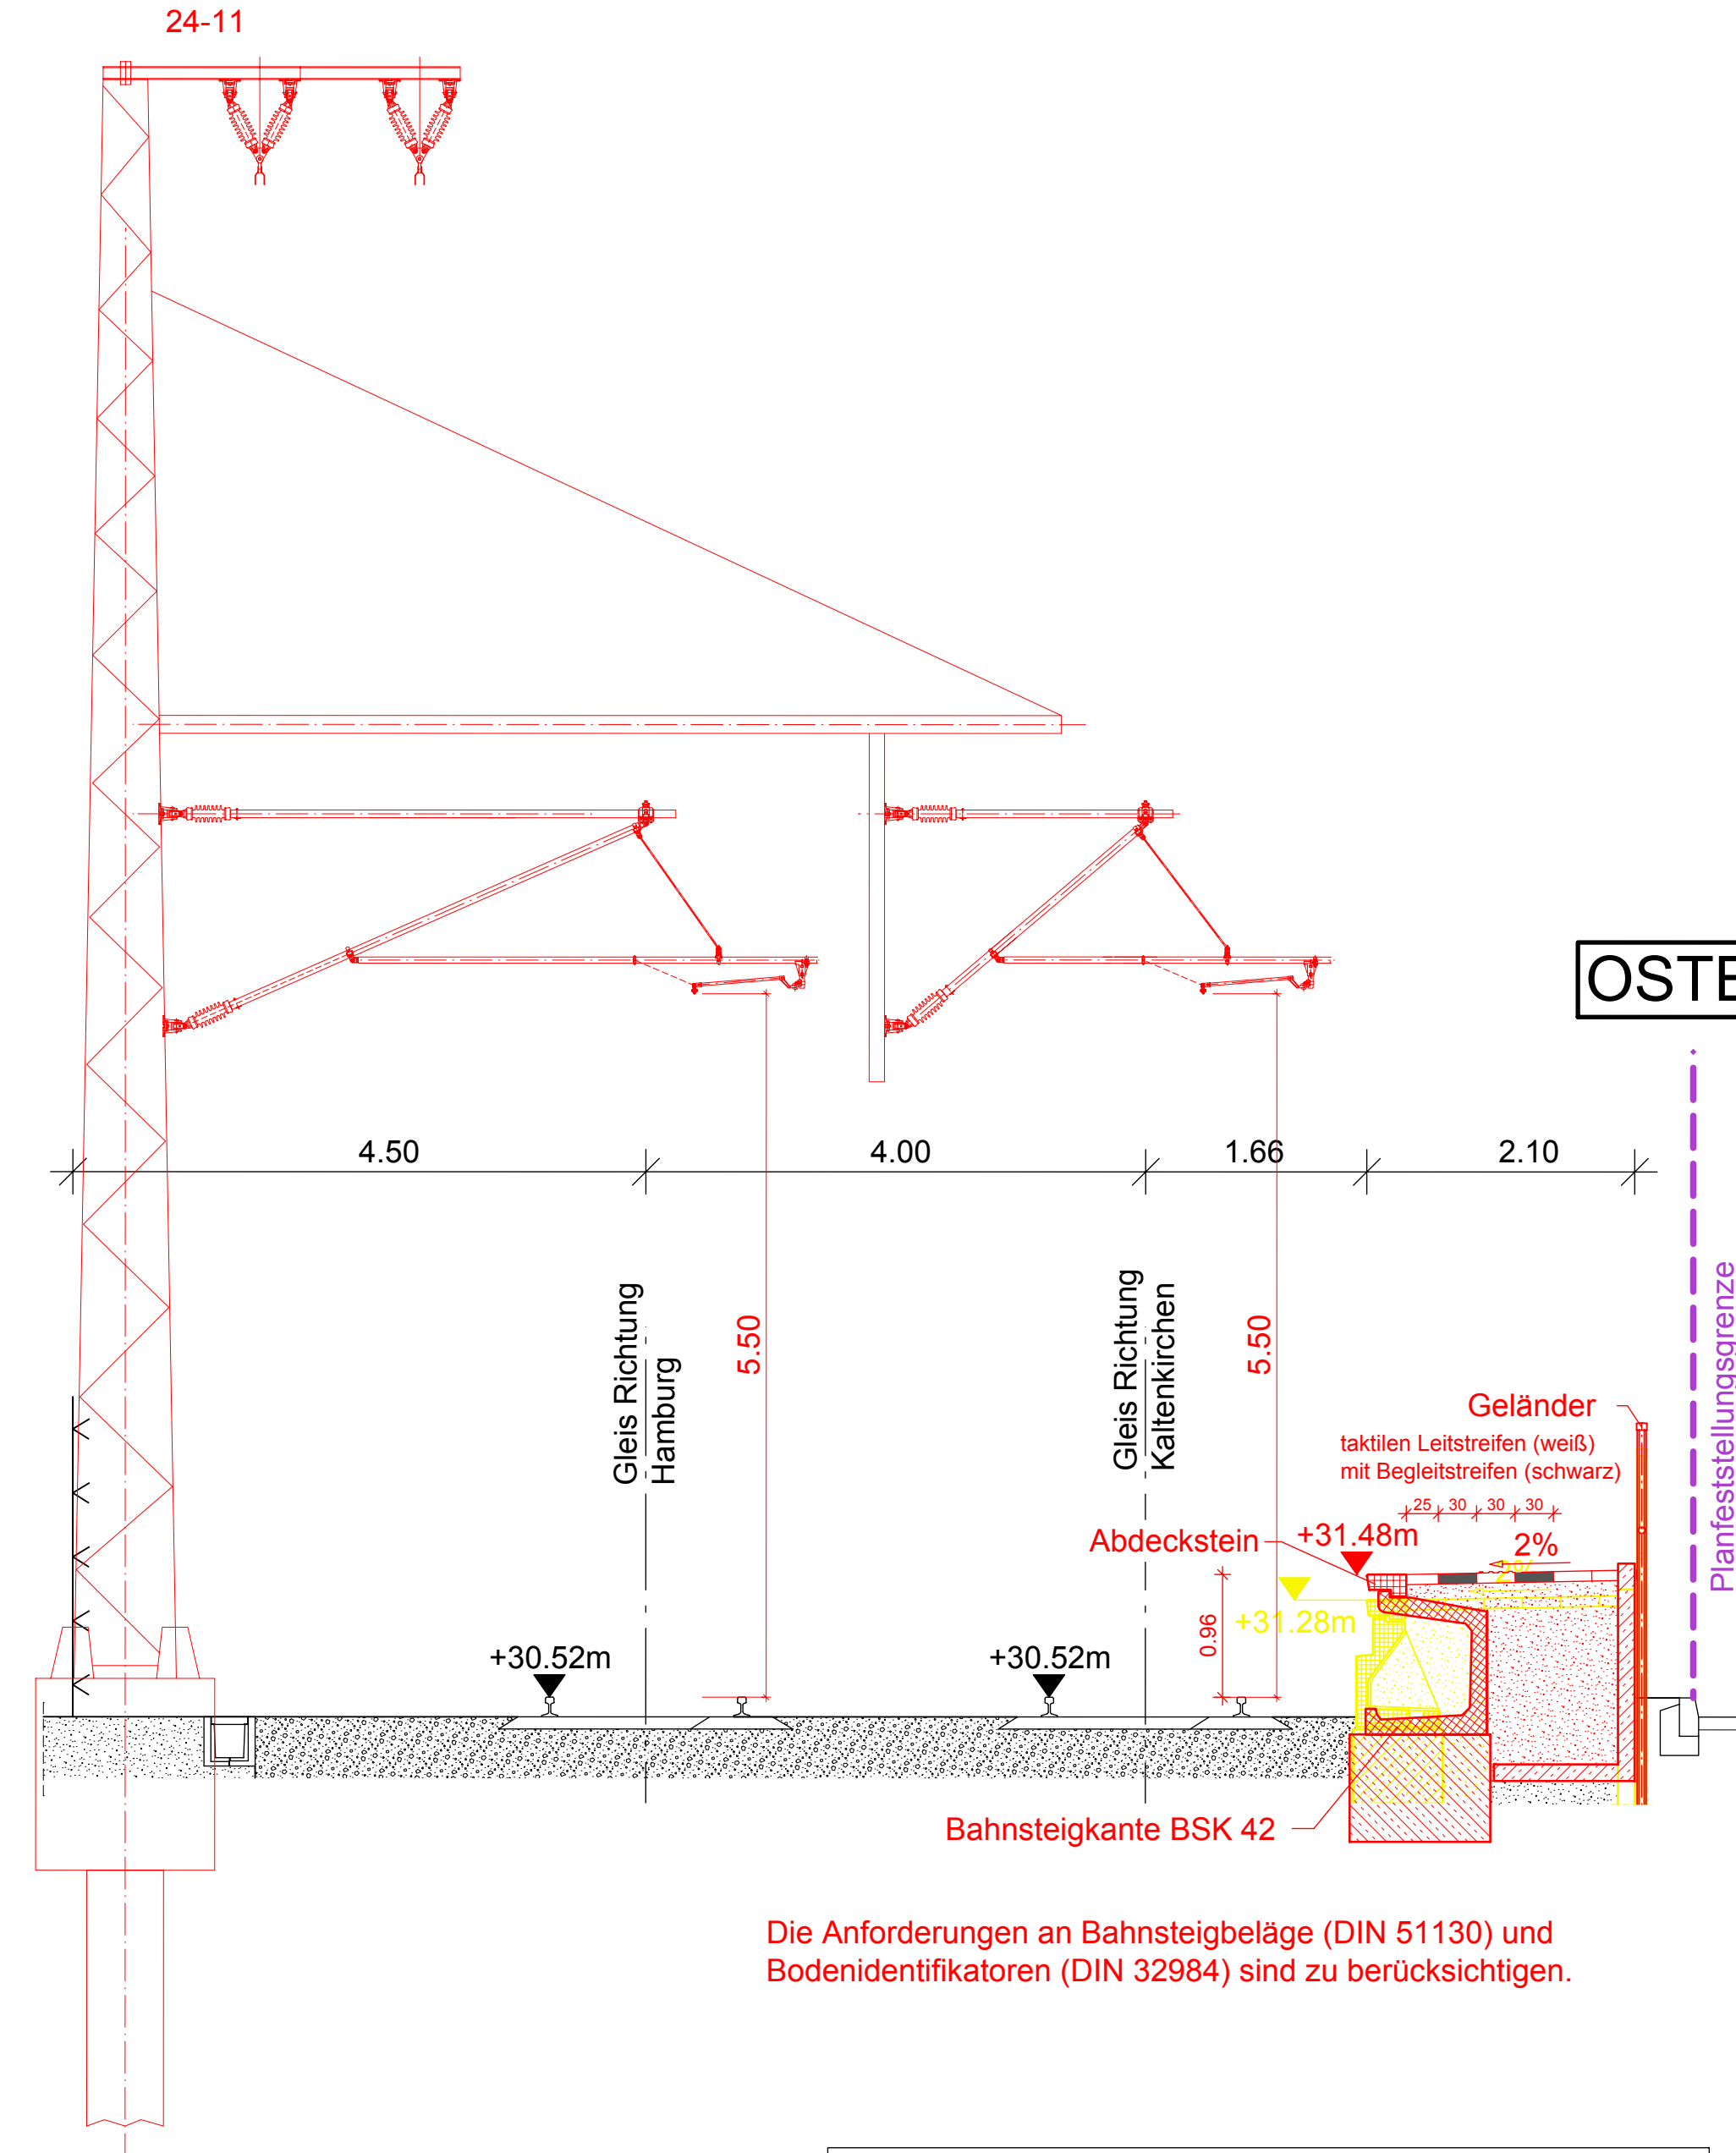 24-11
OSTE
4.50
4.00
1.66
2.10
Gleis Richtung
Hamburg
5.50
Gleis Richtung
Kaltenkirchen
5.50
Planfeststellungsgrenze
Geländer
taktilen Leitstreifen (weiß)
mit Begleitstreifen (schwarz)
25 30 30 30
Abdeckstein
+31.48m
2%
2%
+31.28m
0.96
+30.52m
+30.52m
Bahnsteigkante BSK 42
Die Anforderungen an Bahnsteigbeläge (DIN 51130) und
Bodenidentifikatoren (DIN 32984) sind zu berücksichtigen.